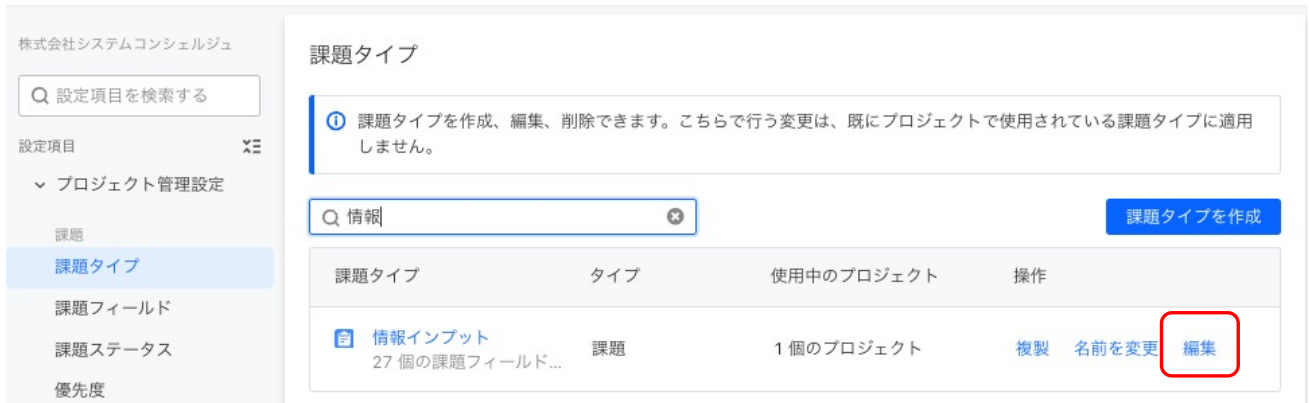 株式会社システムコンシェルジュ
設定項目を検索する
設定項目
プロジェクト管理設定
課題
課題タイプ
課題フィールド
課題ステータス
優先度
課題タイプ
課題タイプを作成、編集、削除できます。こちらで行う変更は、既にプロジェクトで使用されている課題タイプに適用
しません。
情報
課題タイプを作成
課題タイプ タイプ 使用中のプロジェクト 操作
情報インプット 課題 1個のプロジェクト 複製 名前を変更 編集
27 個の課題フィールド...